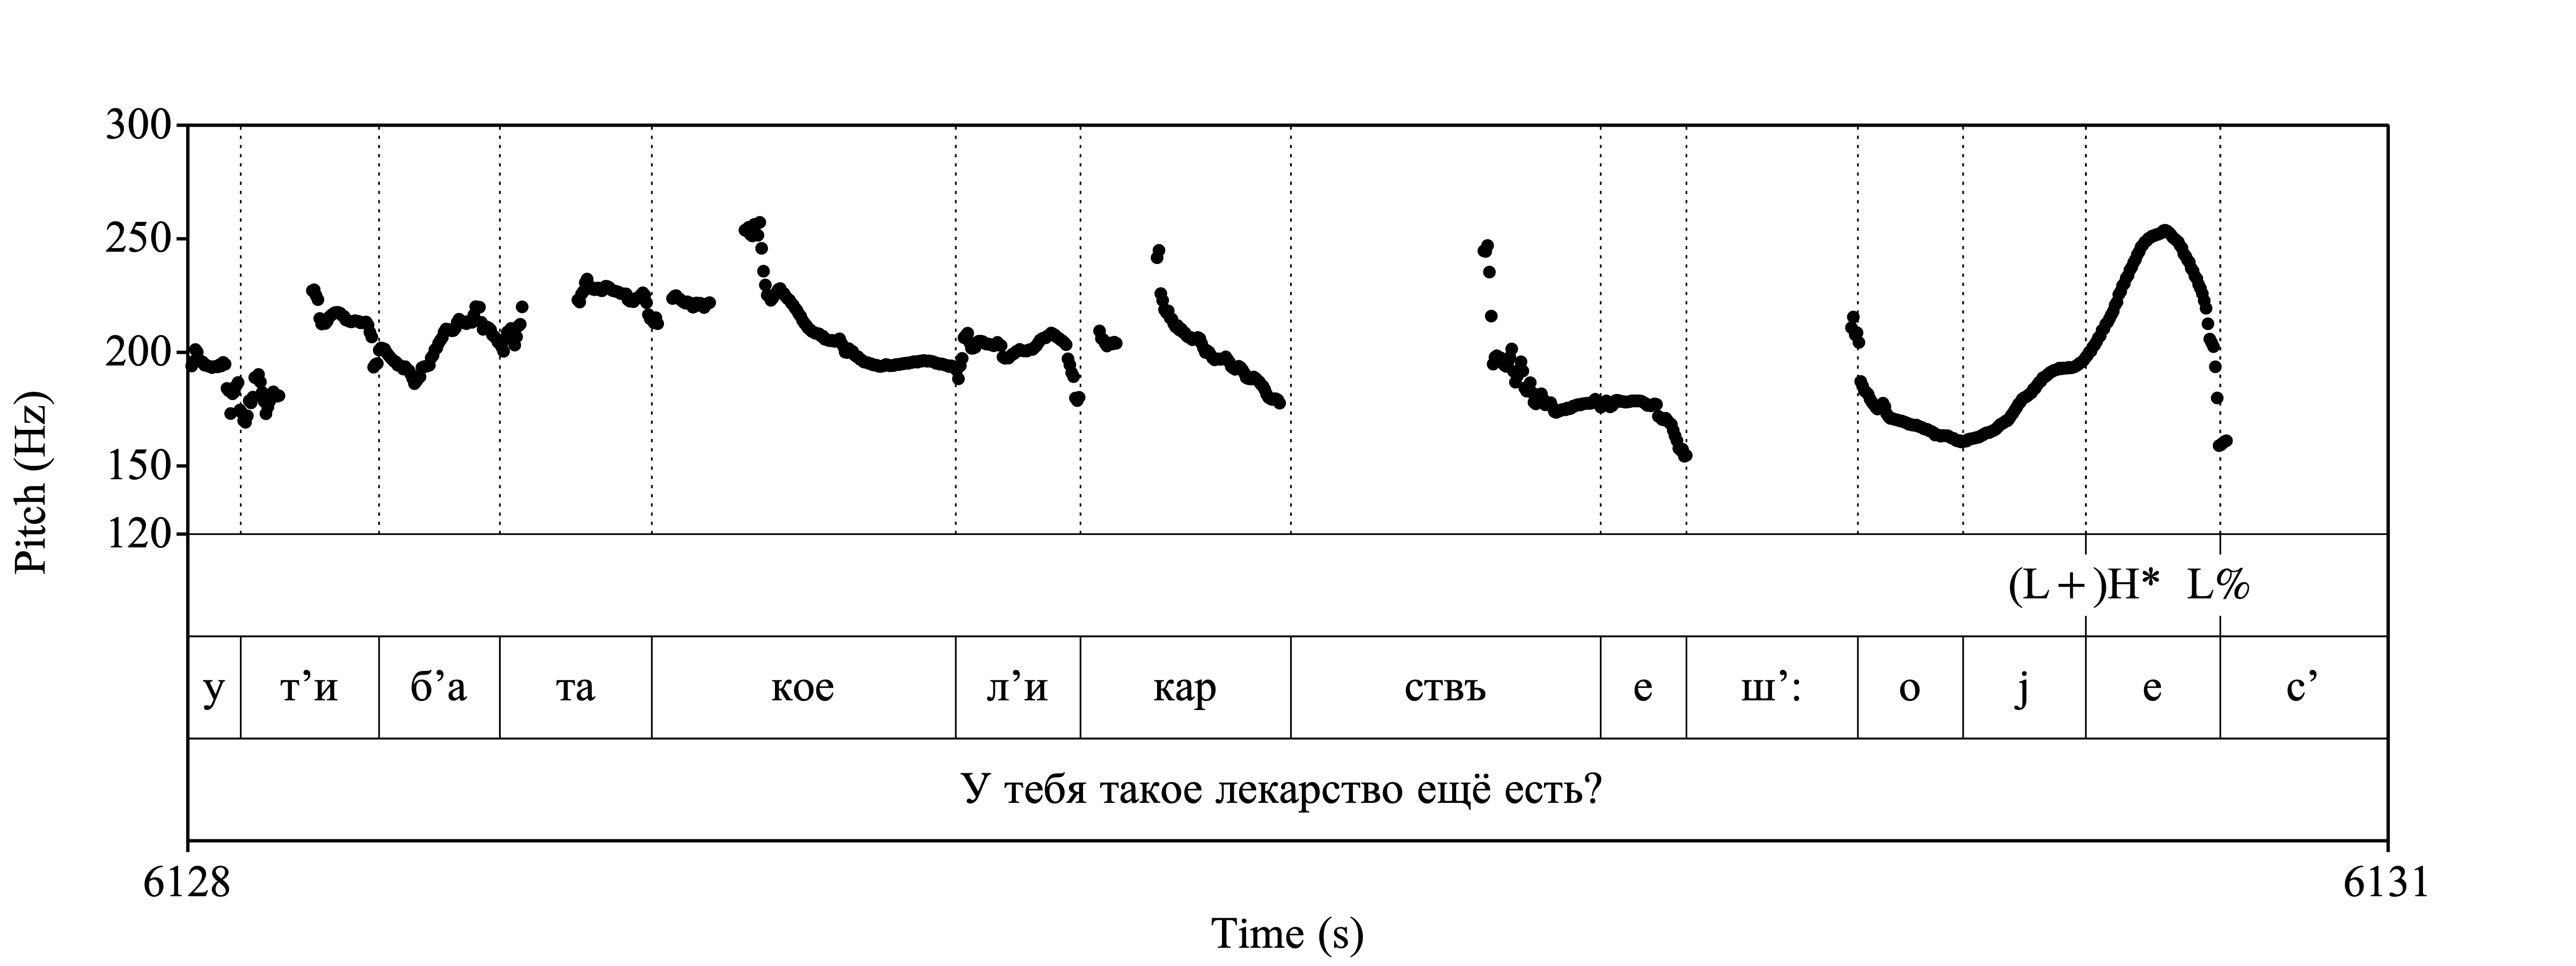 300
250
200
150
120
Pitch (Hz)
(L+)H* L%
у т’и б’а та кое л’и кар ствъ е ш’: о j е с’
У тебя такое лекарство ещё есть?
6128 6131
Time (s)